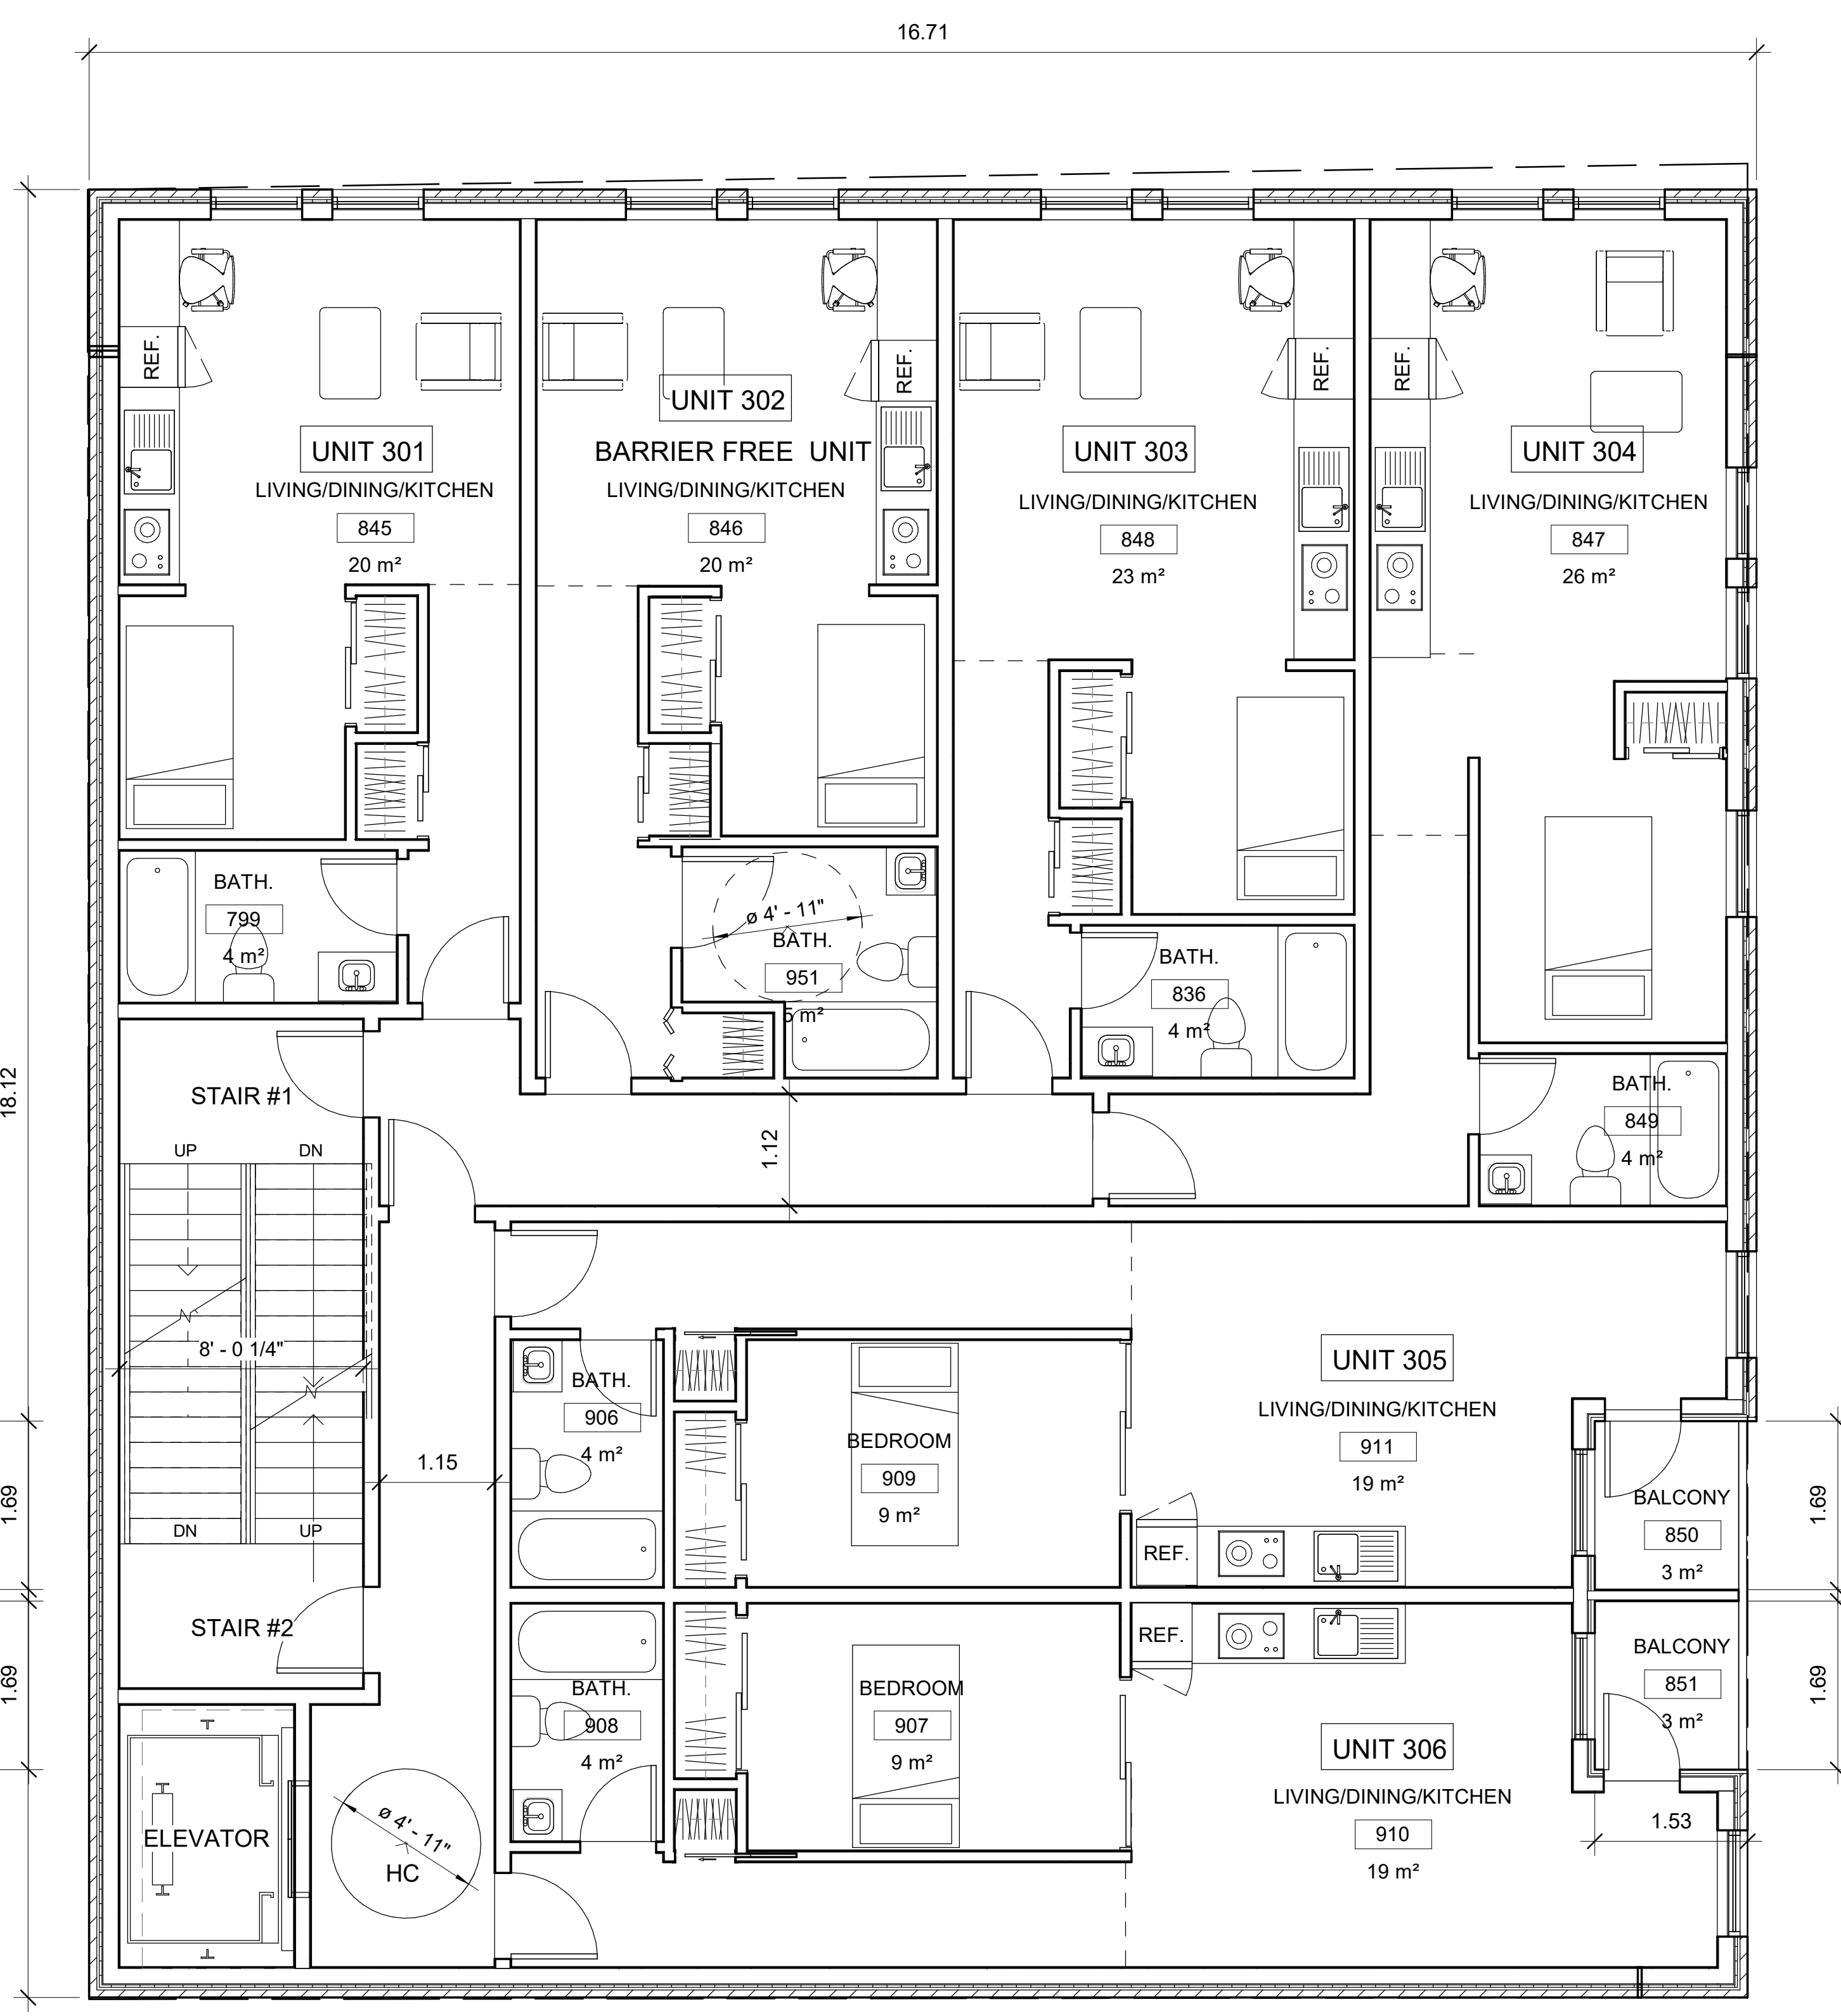 16.71
REF.
REF.
REF.
REF.
UNIT 301
LIVING/DINING/KITCHEN
845
20 m²
UNIT 302
BARRIER FREE UNIT
LIVING/DINING/KITCHEN
846
20 m²
UNIT 303
LIVING/DINING/KITCHEN
848
23 m²
UNIT 304
LIVING/DINING/KITCHEN
847
26 m²
BATH.
799
4 m²
ø 4' - 11"
BATH.
951
5 m²
BATH.
836
4 m²
BATH.
849
4 m²
18.12
STAIR #1
UP
DN
1.12
8' - 0 1/4"
1.15
DN
UP
STAIR #2
BATH.
906
4 m²
BEDROOM
909
9 m²
UNIT 305
LIVING/DINING/KITCHEN
911
19 m²
REF.
BALCONY
850
3 m²
1.69
1.69
1.69
1.69
BATH.
908
4 m²
BEDROOM
907
9 m²
REF.
BALCONY
851
3 m²
UNIT 306
LIVING/DINING/KITCHEN
910
19 m²
1.53
ELEVATOR
ø 4' - 11"
HC